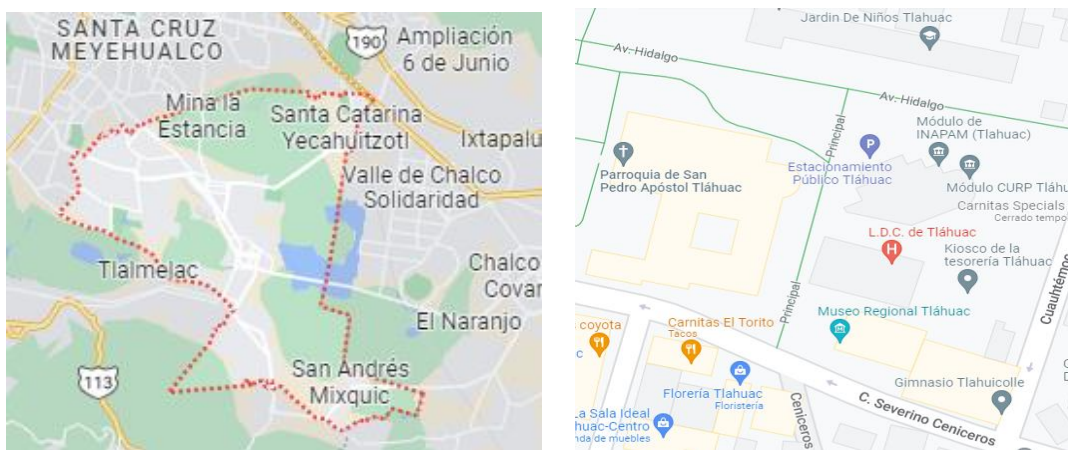 SANTA CRUZ
MEYEHUALCO
190
Ampliación
6 de Junio
Mina la
Estancia
Santa Catarina
Yecahuitzotl
Ixtapalu
Valle de Chalco
Solidaridad
Tlalmelac
Chalco
Covar
El Naranjo
San Andrés
Mixquic
113
Jardin De Niños Tlahuac
Av. Hidalgo
Av. Hidalgo
Principal
Módulo de
INAPAM (Tlahuac)
P
Estacionamiento
Público Tláhuac
Parroquia de San
Pedro Apóstol Tláhuac
Módulo CURP Tláhu
Carnitas Specials
Cerrado tempo
L.D.C. de Tláhuac
H
Kiosco de la
tesorería Tláhuac
Cuauhtémoc
Principal
Museo Regional Tláhuac
coyota
c
Carnitas El Torito
Tacos
Florería Tlahuac
Floristería
Gimnasio Tlahuicolle
La Sala Ideal
huac-Centro
nda de muebles
Ceniceros
C. Severino Ceniceros
C
D